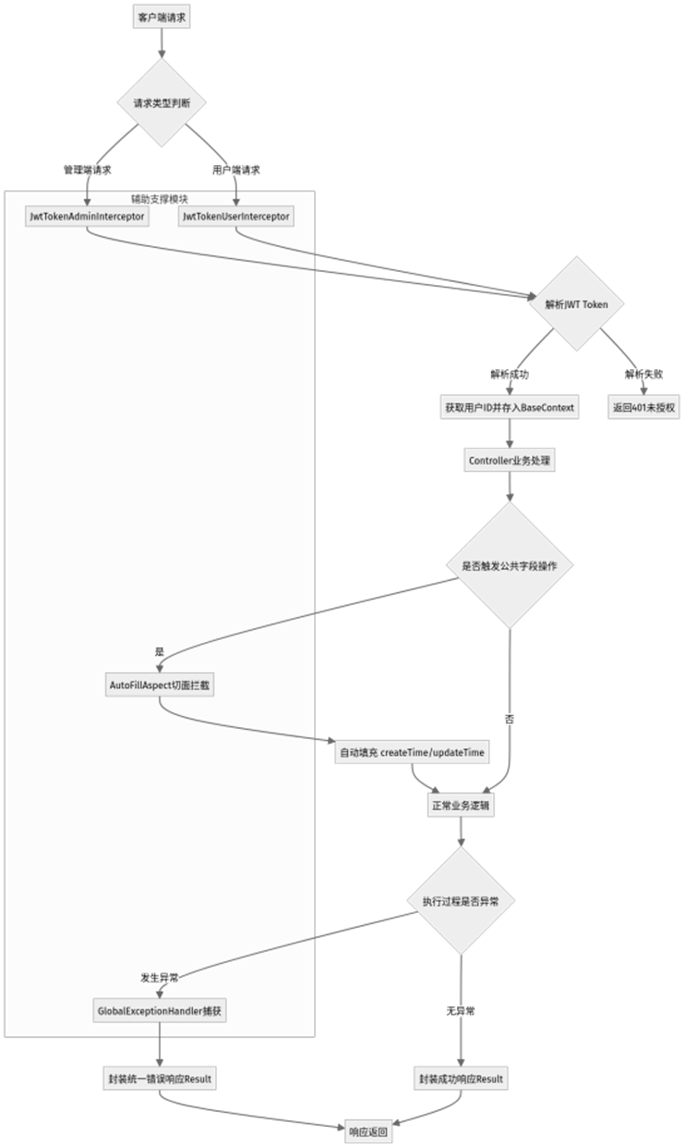 客户端请求
请求类型判断
管理端请求
用户端请求
辅助支撑模块
JwtTokenAdminInterceptor
JwtTokenUserInterceptor
解析JWT Token
解析成功
解析失败
获取用户ID并存入BaseContext
返回401未授权
Controller业务处理
是否触发公共字段操作
是
AutoFillAspect切面拦截
否
自动填充 createTime/updateTime
正常业务逻辑
执行过程是否异常
发生异常
GlobalExceptionHandler捕获
无异常
封装统一错误响应Result
封装成功响应Result
响应返回